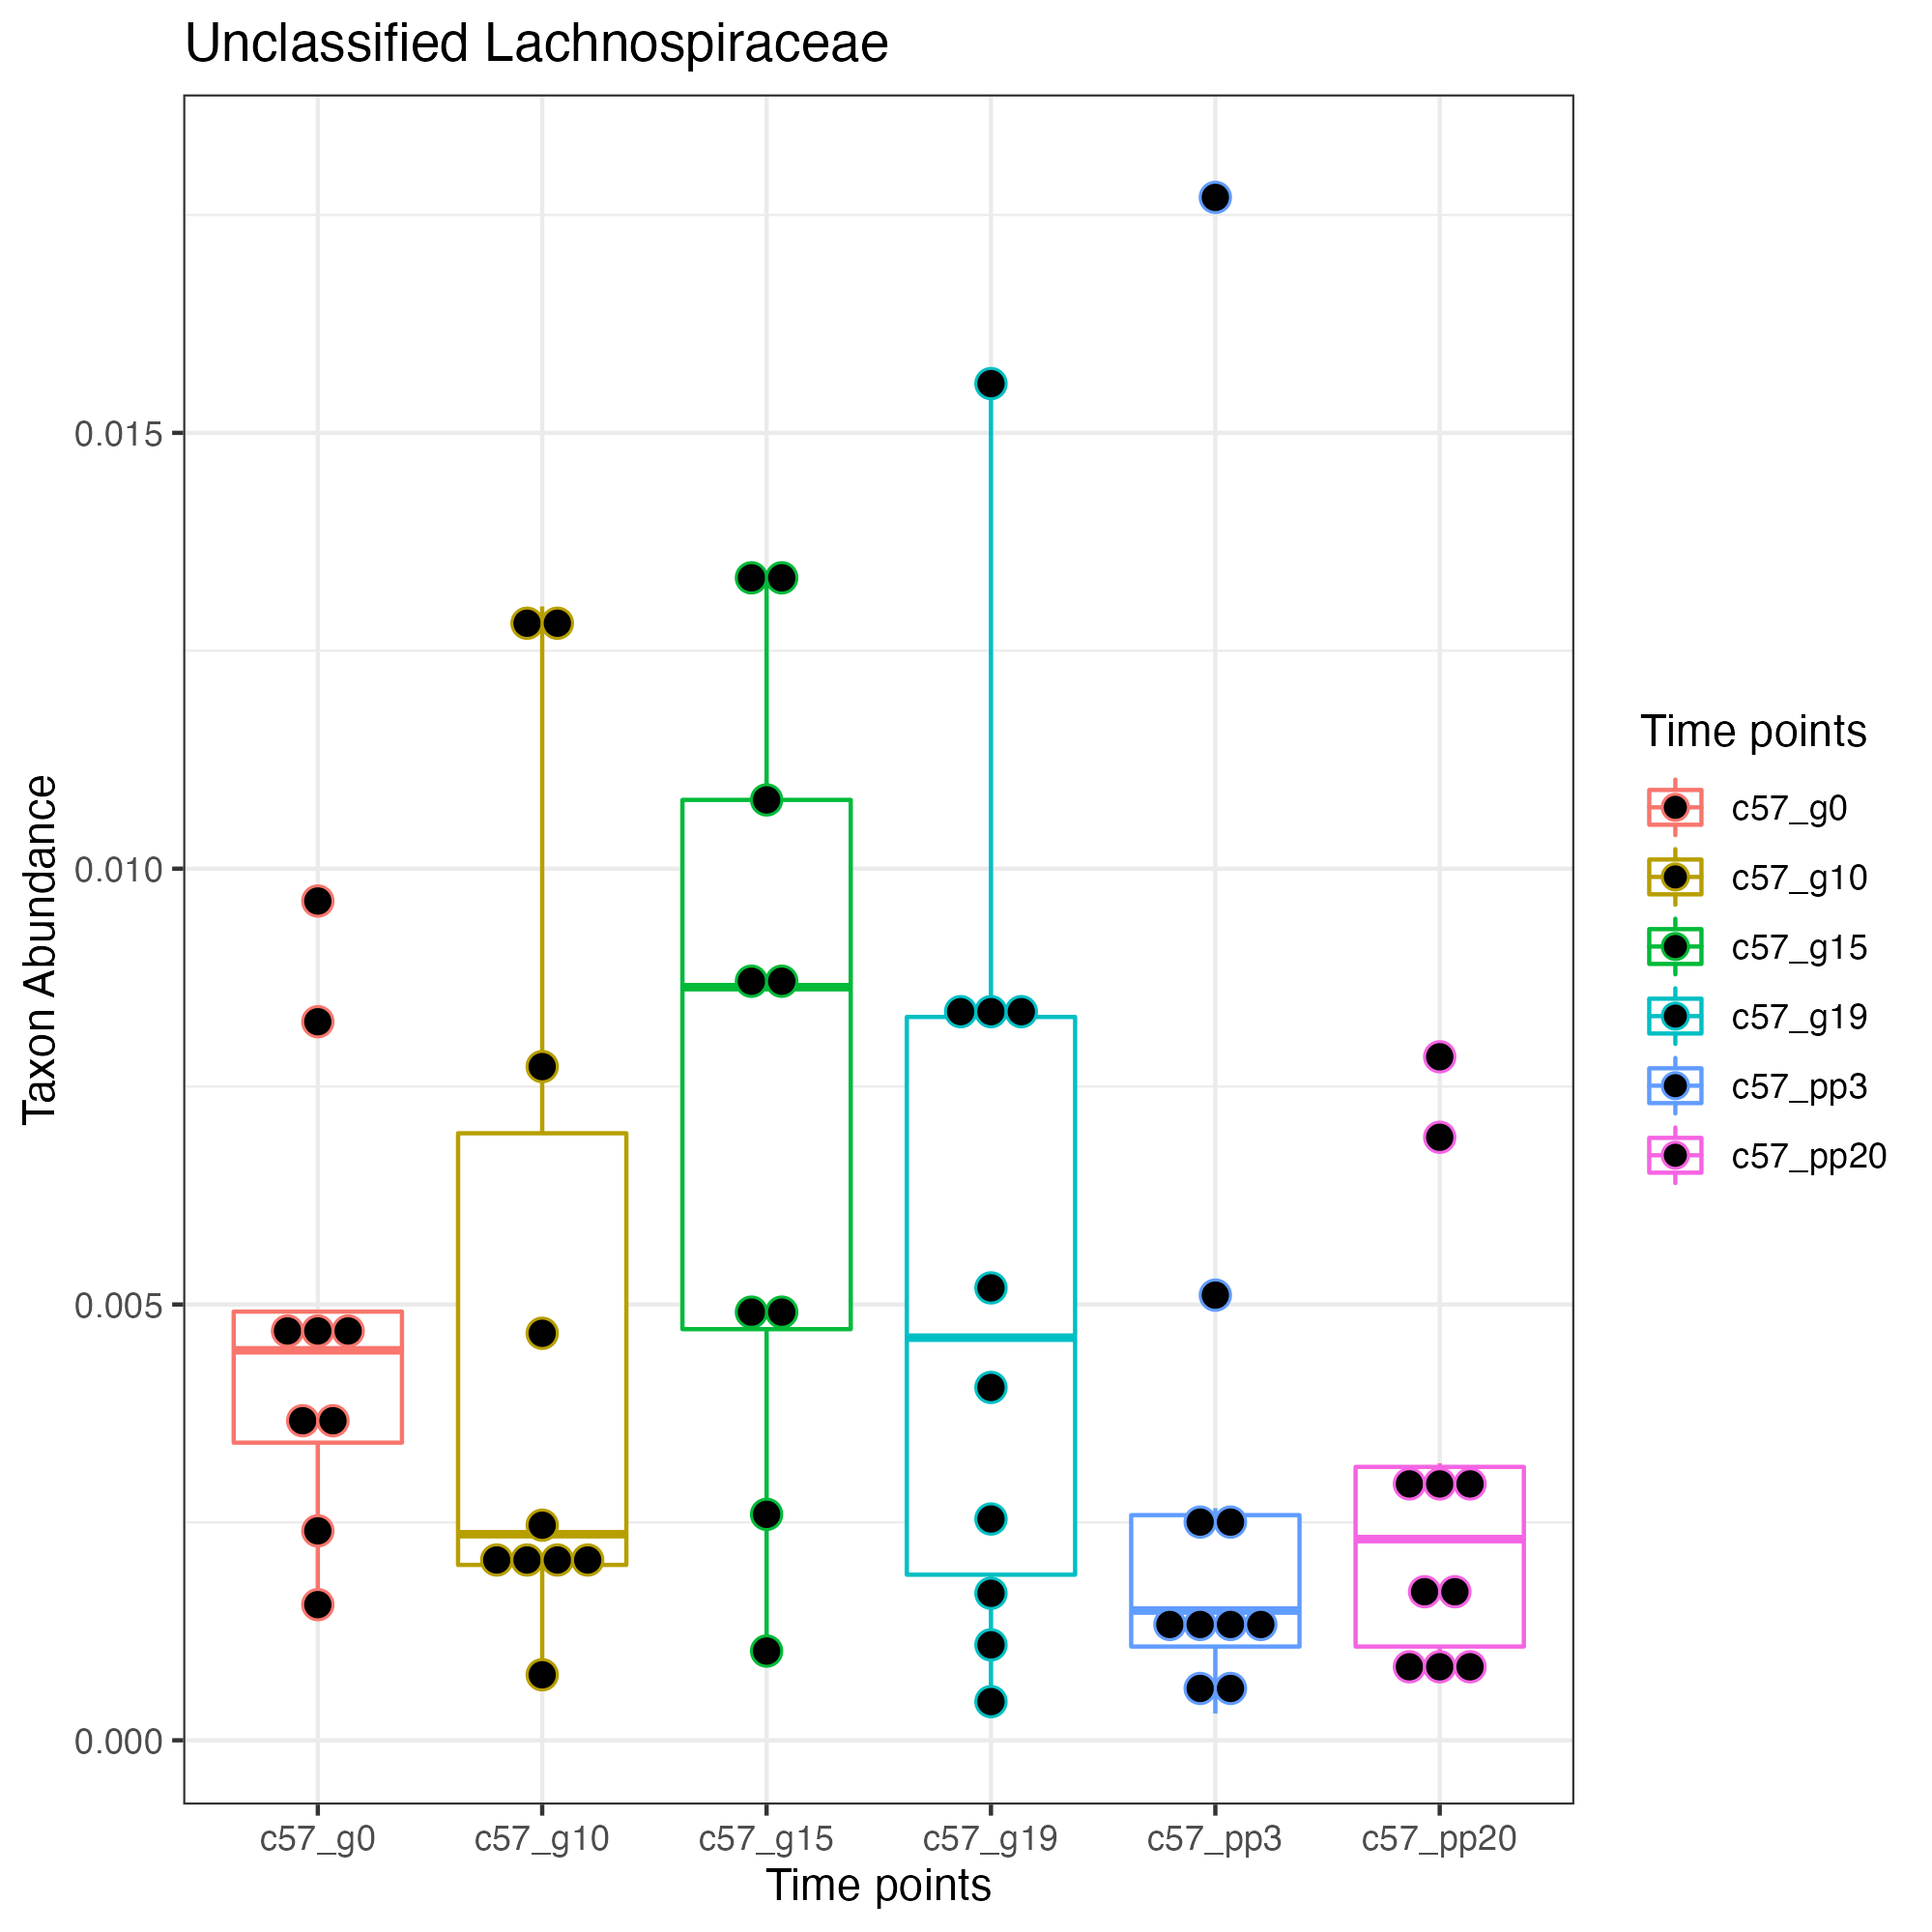 Unclassified Lachnospiraceae
Taxon Abundance
0.015
0.010
0.005
0.000
c57_g0 c57_g10 c57_g15 c57_g19 c57_pp3 c57_pp20
Time points
Time points
c57_g0
c57_g10
c57_g15
c57_g19
c57_pp3
c57_pp20